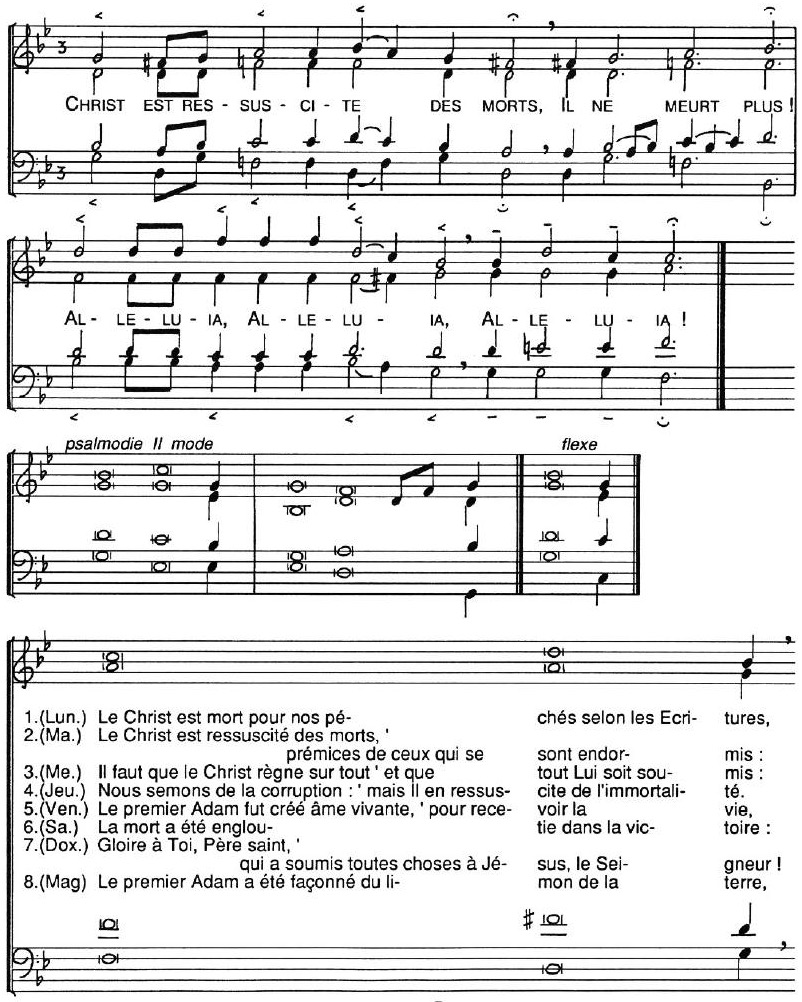 3
CHRIST EST RES - SUS - CI - TE DES MORTS, IL NE MEURT PLUS !
3
AL - LE - LU - IA, AL - LE - LU - IA, AL - LE - LU - IA !
psalmodie II mode flexe
1.(Lun.) Le Christ est mort pour nos pé- chés selon les Ecri- tures,
2.(Ma.) Le Christ est ressuscité des morts, '
prémices de ceux qui se sont endor- mis :
3.(Me.) Il faut que le Christ règne sur tout ' et que tout Lui soit sou- mis :
4.(Jeu.) Nous semons de la corruption : ' mais Il en ressus- cite de l'immortali- té.
5.(Ven.) Le premier Adam fut créé âme vivante, ' pour rece- voir la vie,
6.(Sa.) La mort a été englou- tie dans la vic- toire :
7.(Dox.) Gloire à Toi, Père saint, '
qui a soumis toutes choses à Jé- sus, le Sei- gneur !
8.(Mag) Le premier Adam a été façonné du li- mon de la terre,